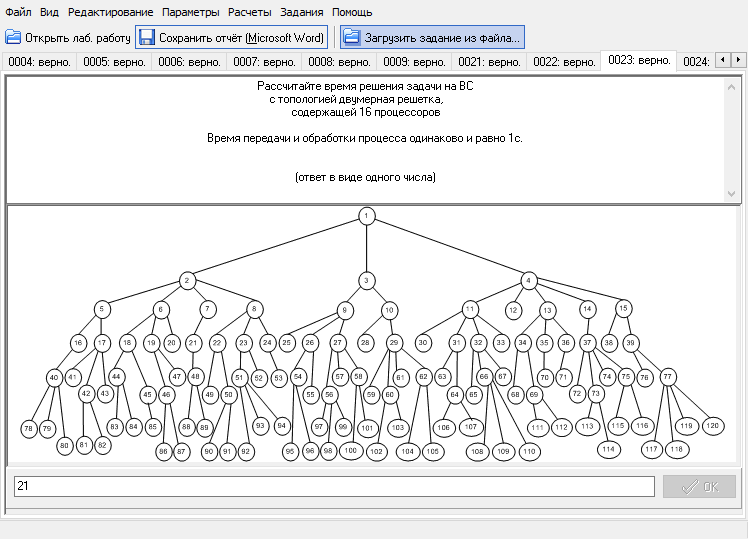 Файл Вид Редактирование Параметры Расчеты Задания Помощь
Открыть лаб. работу Сохранить отчёт (Microsoft Word) Загрузить задание из файла...
0004: верно. 0005: верно. 0006: верно. 0007: верно. 0008: верно. 0009: верно. 0021: верно. 0022: верно. 0023: верно. 0024:
Рассчитайте время решения задачи на ВС
с топологией двумерная решетка,
содержащей 16 процессоров
Время передачи и обработки процесса одинаково и равно 1с.
(ответ в виде одного числа)
1
2 3 4
5 6 7 8 9 10 11 12 13 14 15
16 17 18 19 20 21 22 23 24 25 26 27 28 29 30 31 32 33 34 35 36 37 38 39
40 41 44 47 48 51 52 53 54 57 58 61 62 63 66 67 70 71 74 75 76 77
42 43 45 46 49 50 55 56 59 60 64 65 68 69 72 73
78 79 83 84 85 88 89 93 94 97 99 101 103 106 107 111 112 113 115 116 119 120
80 81 82 86 87 90 91 92 95 96 98 100 102 104 105 108 109 110 114 117 118
21 OK